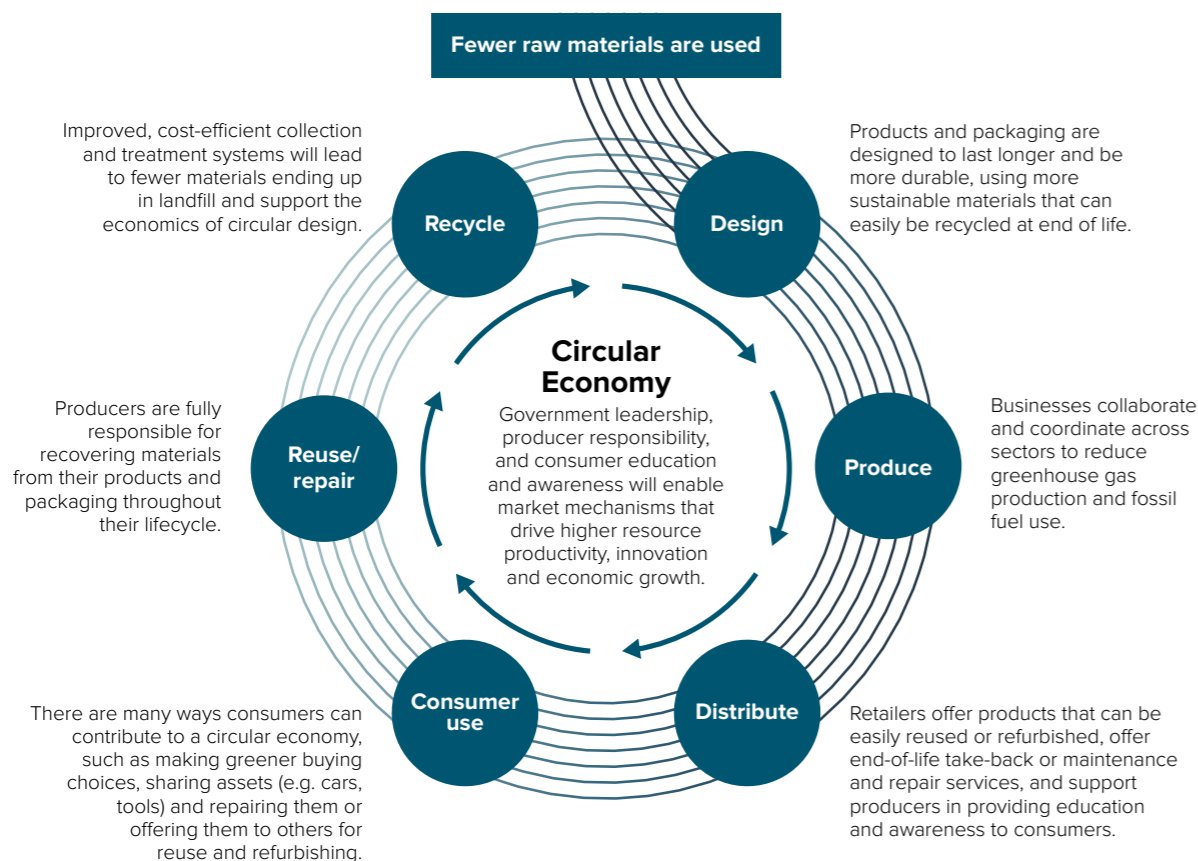 Fewer raw materials are used
Improved, cost-efficient collection
and treatment systems will lead
to fewer materials ending up
in landfill and support the
economics of circular design.
Recycle
Design
Products and packaging are
designed to last longer and be
more durable, using more
sustainable materials that can
easily be recycled at end of life.
Circular
Economy
Government leadership,
producer responsibility,
and consumer education
and awareness will enable
market mechanisms that
drive higher resource
productivity, innovation
and economic growth.
Producers are fully
responsible for
recovering materials
from their products and
packaging throughout
their lifecycle.
Reuse/
repair
Produce
Businesses collaborate
and coordinate across
sectors to reduce
greenhouse gas
production and fossil
fuel use.
There are many ways consumers can
contribute to a circular economy,
such as making greener buying
choices, sharing assets (e.g. cars,
tools) and repairing them or
offering them to others for
reuse and refurbishing.
Consumer
use
Distribute
Retailers offer products that can be
easily reused or refurbished, offer
end-of-life take-back or maintenance
and repair services, and support
producers in providing education
and awareness to consumers.